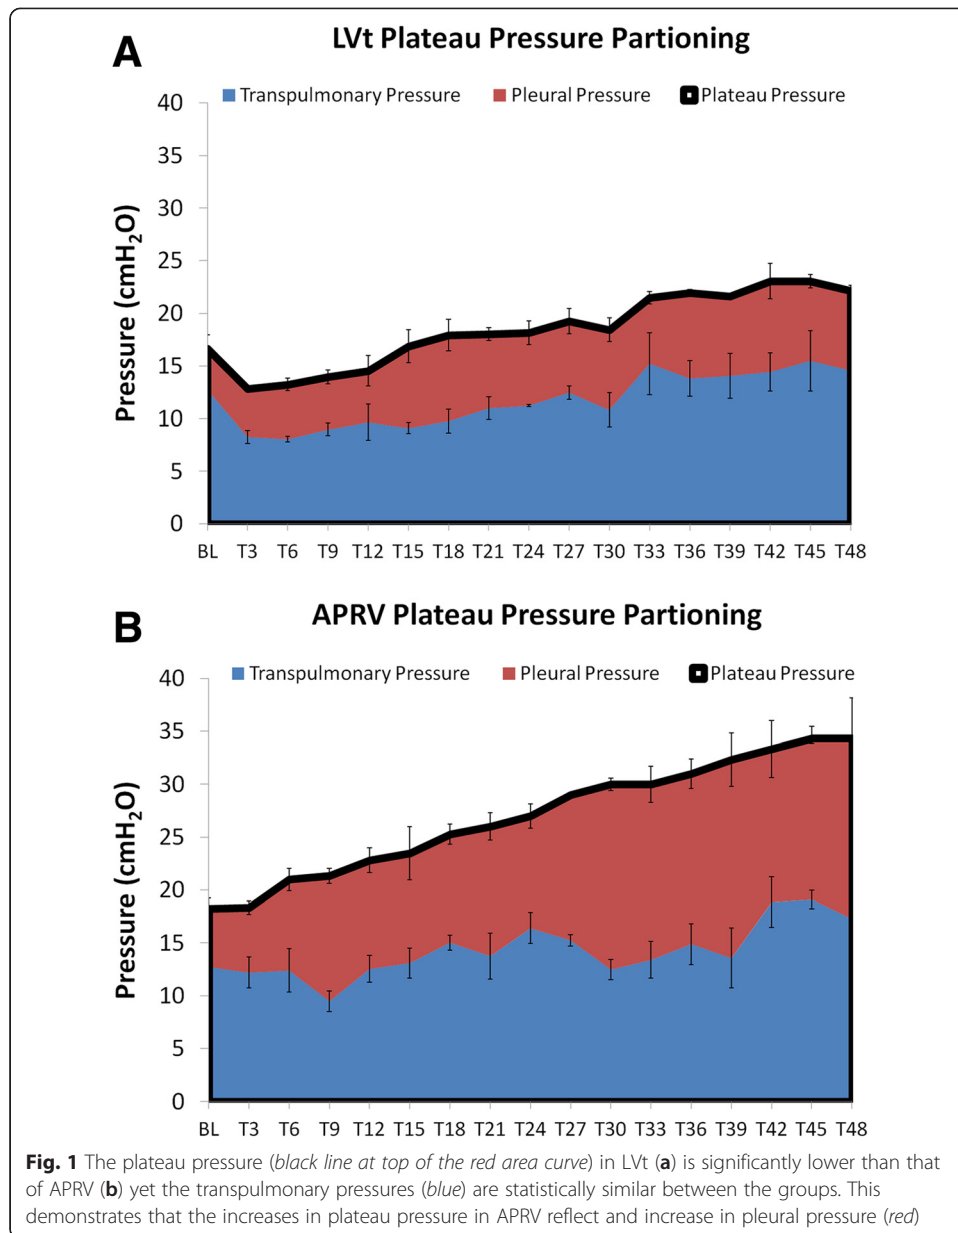 A
LVt Plateau Pressure Partioning
Transpulmonary Pressure Pleural Pressure Plateau Pressure
Pressure (cmH₂O)
40
35
30
25
20
15
10
5
0
BL T3 T6 T9 T12 T15 T18 T21 T24 T27 T30 T33 T36 T39 T42 T45 T48
B
APRV Plateau Pressure Partioning
Transpulmonary Pressure Pleural Pressure Plateau Pressure
Pressure (cmH₂O)
40
35
30
25
20
15
10
5
0
BL T3 T6 T9 T12 T15 T18 T21 T24 T27 T30 T33 T36 T39 T42 T45 T48
Fig. 1 The plateau pressure (black line at top of the red area curve) in LVt (a) is significantly lower than that
of APRV (b) yet the transpulmonary pressures (blue) are statistically similar between the groups. This
demonstrates that the increases in plateau pressure in APRV reflect and increase in pleural pressure (red)